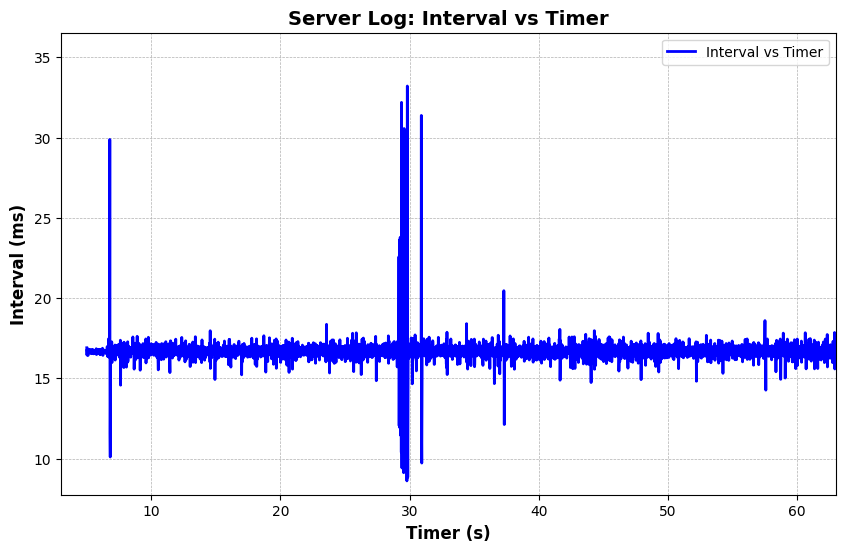 Server Log: Interval vs Timer
Interval vs Timer
Interval (ms)
35
30
25
20
15
10
10 20 30 40 50 60
Timer (s)